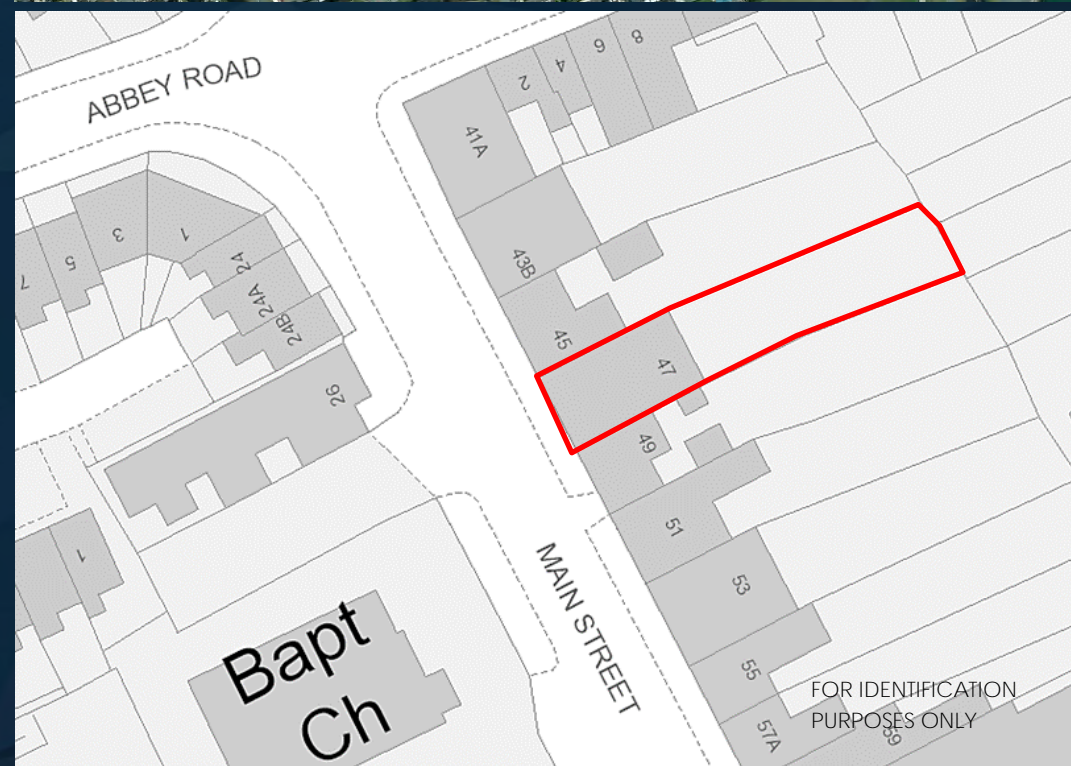 ABBEY ROAD
2
4
6
8
41A
3
1
5
7
24
24A
24B
43B
45
47
26
49
51
1
MAIN STREET
53
Bapt
Ch
55
FOR IDENTIFICATION
PURPOSES ONLY
57A
59